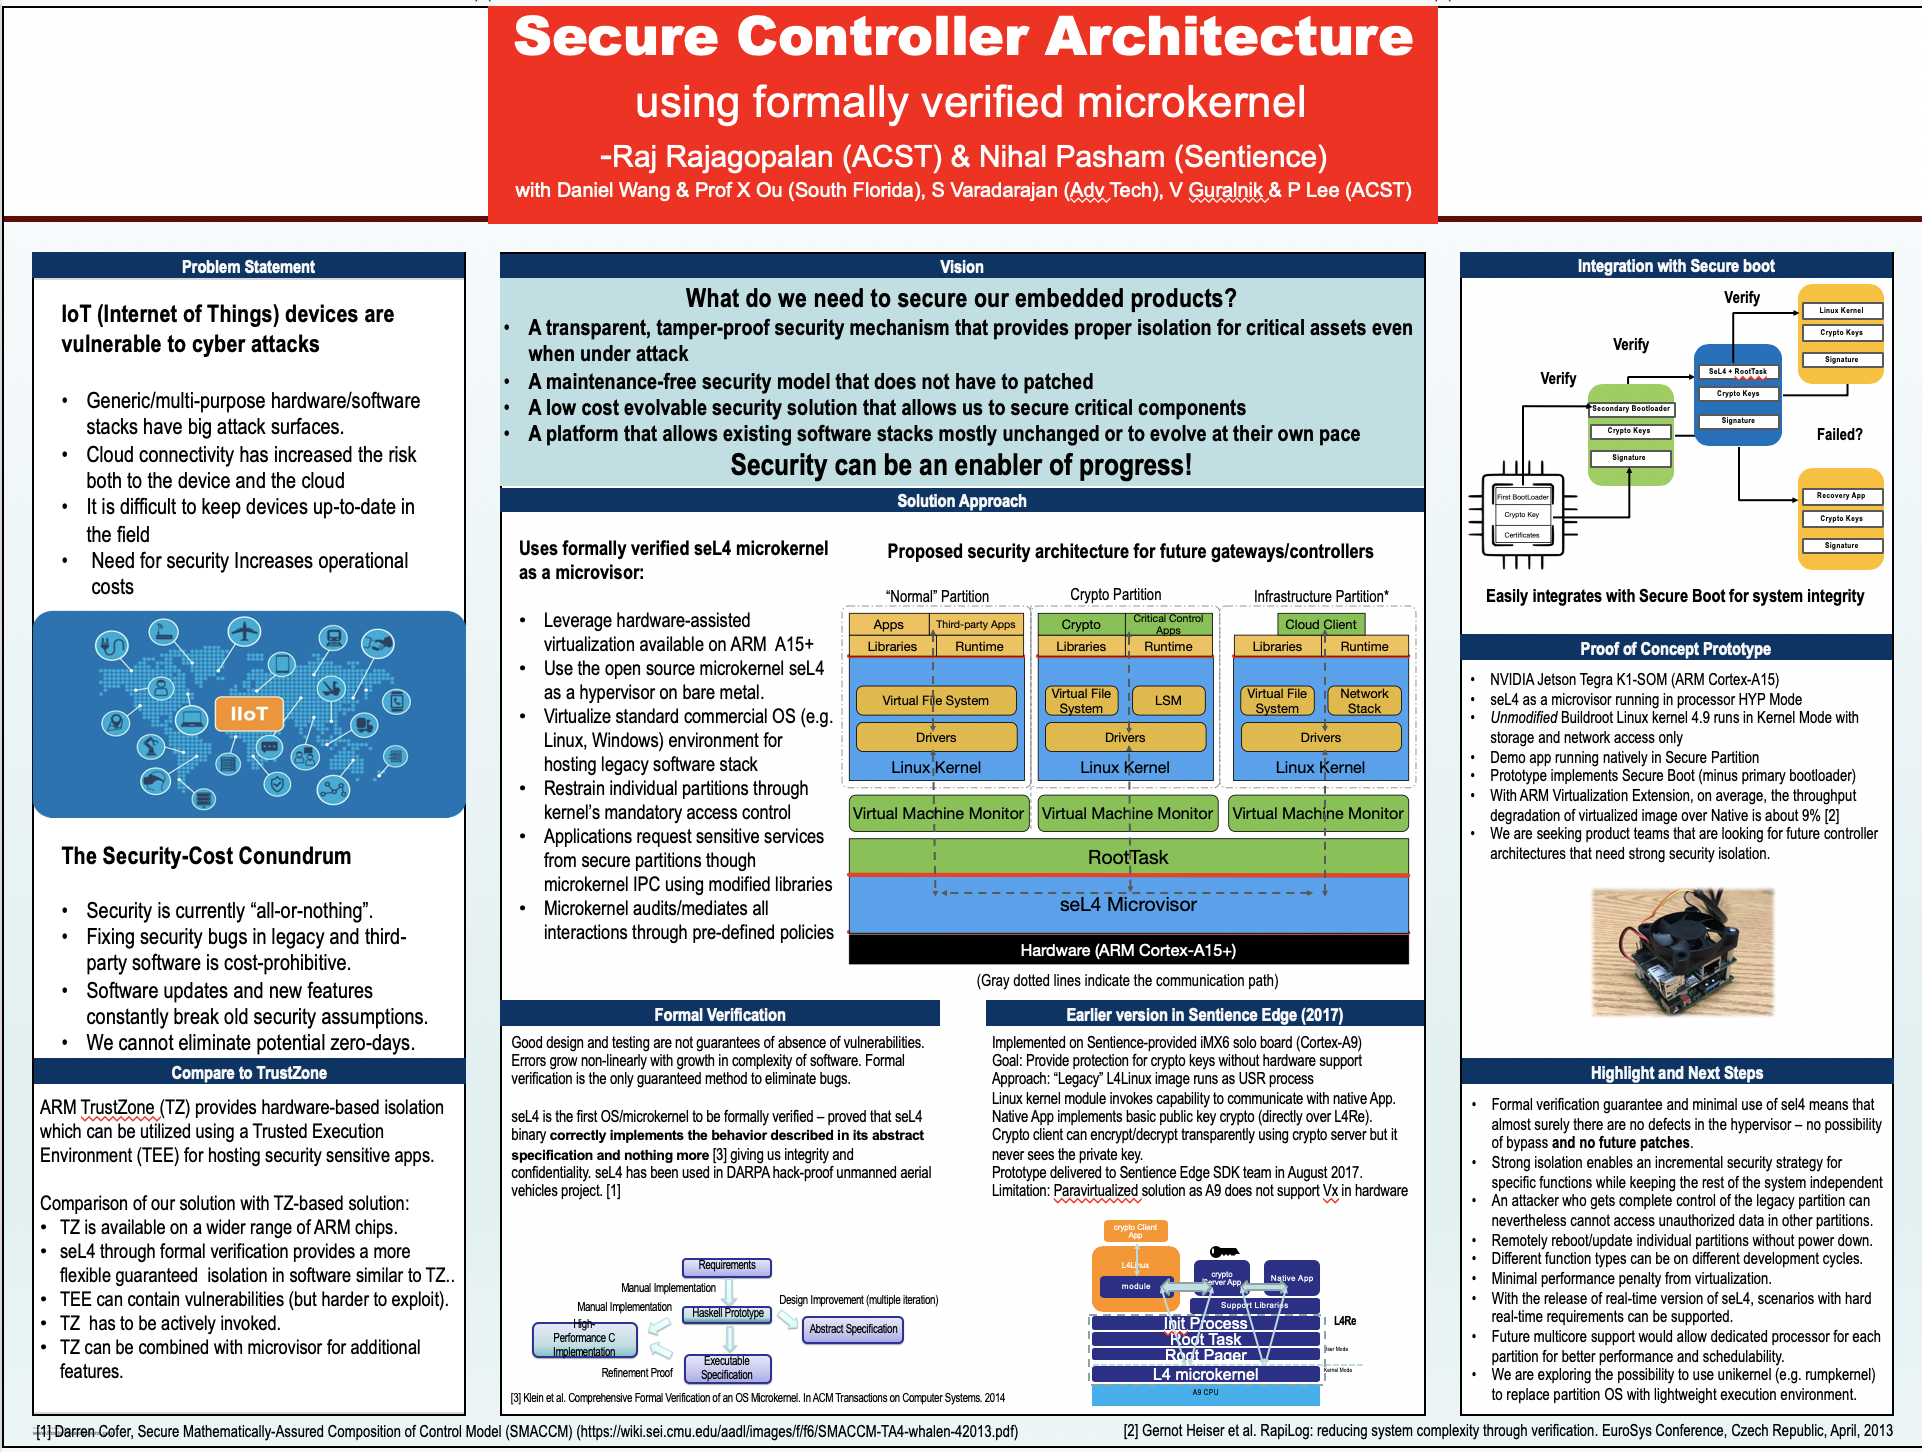 Secure Controller Architecture
using formally verified microkernel
-Raj Rajagopalan (ACST) & Nihal Pasham (Sentience)
with Daniel Wang & Prof X Ou (South Florida), S Varadarajan (Adv Tech), V Guralnik & P Lee (ACST)
Problem Statement
IoT (Internet of Things) devices are
vulnerable to cyber attacks
• Generic/multi-purpose hardware/software
stacks have big attack surfaces.
• Cloud connectivity has increased the risk
both to the device and the cloud
• It is difficult to keep devices up-to-date in
the field
• Need for security Increases operational
costs
IIoT
The Security-Cost Conundrum
• Security is currently “all-or-nothing”.
• Fixing security bugs in legacy and third-
party software is cost-prohibitive.
• Software updates and new features
constantly break old security assumptions.
• We cannot eliminate potential zero-days.
Compare to TrustZone
ARM TrustZone (TZ) provides hardware-based isolation
which can be utilized using a Trusted Execution
Environment (TEE) for hosting security sensitive apps.
Comparison of our solution with TZ-based solution:
• TZ is available on a wider range of ARM chips.
• seL4 through formal verification provides a more
flexible guaranteed isolation in software similar to TZ..
• TEE can contain vulnerabilities (but harder to exploit).
• TZ has to be actively invoked.
• TZ can be combined with microvisor for additional
features.
Vision
What do we need to secure our embedded products?
• A transparent, tamper-proof security mechanism that provides proper isolation for critical assets even
when under attack
• A maintenance-free security model that does not have to patched
• A low cost evolvable security solution that allows us to secure critical components
• A platform that allows existing software stacks mostly unchanged or to evolve at their own pace
Security can be an enabler of progress!
Solution Approach
Uses formally verified seL4 microkernel
as a microvisor:
• Leverage hardware-assisted
virtualization available on ARM A15+
• Use the open source microkernel seL4
as a hypervisor on bare metal.
• Virtualize standard commercial OS (e.g.
Linux, Windows) environment for
hosting legacy software stack
• Restrain individual partitions through
kernel’s mandatory access control
• Applications request sensitive services
from secure partitions though
microkernel IPC using modified libraries
• Microkernel audits/mediates all
interactions through pre-defined policies
Proposed security architecture for future gateways/controllers
“Normal” Partition
Crypto Partition
Infrastructure Partition*
Apps
Third-party Apps
Crypto
Critical Control
Apps
Cloud Client
Libraries
Runtime
Libraries
Runtime
Libraries
Runtime
Virtual File System
Virtual File
System
LSM
Virtual File
System
Network
Stack
Drivers
Drivers
Drivers
Linux Kernel
Linux Kernel
Linux Kernel
Virtual Machine Monitor
Virtual Machine Monitor
Virtual Machine Monitor
RootTask
seL4 Microvisor
Hardware (ARM Cortex-A15+)
(Gray dotted lines indicate the communication path)
Formal Verification
Good design and testing are not guarantees of absence of vulnerabilities.
Errors grow non-linearly with growth in complexity of software. Formal
verification is the only guaranteed method to eliminate bugs.
seL4 is the first OS/microkernel to be formally verified – proved that seL4
binary correctly implements the behavior described in its abstract
specification and nothing more [3] giving us integrity and
confidentiality. seL4 has been used in DARPA hack-proof unmanned aerial
vehicles project. [1]
Requirements
Manual Implementation
Manual Implementation
Haskell Prototype
Design Improvement (multiple iteration)
High-
Performance C
Implementation
Abstract Specification
Refinement Proof
Executable
Specification
[3] Klein et al. Comprehensive Formal Verification of an OS Microkernel. In ACM Transactions on Computer Systems. 2014
Earlier version in Sentience Edge (2017)
Implemented on Sentience-provided iMX6 solo board (Cortex-A9)
Goal: Provide protection for crypto keys without hardware support
Approach: “Legacy” L4Linux image runs as USR process
Linux kernel module invokes capability to communicate with native App.
Native App implements basic public key crypto (directly over L4Re).
Crypto client can encrypt/decrypt transparently using crypto server but it
never sees the private key.
Prototype delivered to Sentience Edge SDK team in August 2017.
Limitation: Paravirtualized solution as A9 does not support Vx in hardware
crypto Client
App
L4Linux
module
crypto
Server App
Native App
Support Libraries
Init Process
Root Task
Root Pager
L4Re
User Mode
Kernel Mode
L4 microkernel
A9 CPU
Integration with Secure boot
Verify
Linux Kernel
Crypto Keys
Signature
Verify
SeL4 + RootTask
Crypto Keys
Signature
Verify
Secondary Bootloader
Crypto Keys
Signature
Failed?
First BootLoader
Crypto Key
Certificates
Recovery App
Crypto Keys
Signature
Easily integrates with Secure Boot for system integrity
Proof of Concept Prototype
• NVIDIA Jetson Tegra K1-SOM (ARM Cortex-A15)
• seL4 as a microvisor running in processor HYP Mode
• Unmodified Buildroot Linux kernel 4.9 runs in Kernel Mode with
storage and network access only
• Demo app running natively in Secure Partition
• Prototype implements Secure Boot (minus primary bootloader)
• With ARM Virtualization Extension, on average, the throughput
degradation of virtualized image over Native is about 9% [2]
• We are seeking product teams that are looking for future controller
architectures that need strong security isolation.
Highlight and Next Steps
• Formal verification guarantee and minimal use of sel4 means that
almost surely there are no defects in the hypervisor – no possibility
of bypass and no future patches.
• Strong isolation enables an incremental security strategy for
specific functions while keeping the rest of the system independent
• An attacker who gets complete control of the legacy partition can
nevertheless cannot access unauthorized data in other partitions.
• Remotely reboot/update individual partitions without power down.
• Different function types can be on different development cycles.
• Minimal performance penalty from virtualization.
• With the release of real-time version of seL4, scenarios with hard
real-time requirements can be supported.
• Future multicore support would allow dedicated processor for each
partition for better performance and schedulability.
• We are exploring the possibility to use unikernel (e.g. rumpkernel)
to replace partition OS with lightweight execution environment.
[1] Darren Cofer, Secure Mathematically-Assured Composition of Control Model (SMACCM) (https://wiki.sei.cmu.edu/aadl/images/f/f6/SMACCM-TA4-whalen-42013.pdf)
[2] Gernot Heiser et al. RapiLog: reducing system complexity through verification. EuroSys Conference, Czech Republic, April, 2013